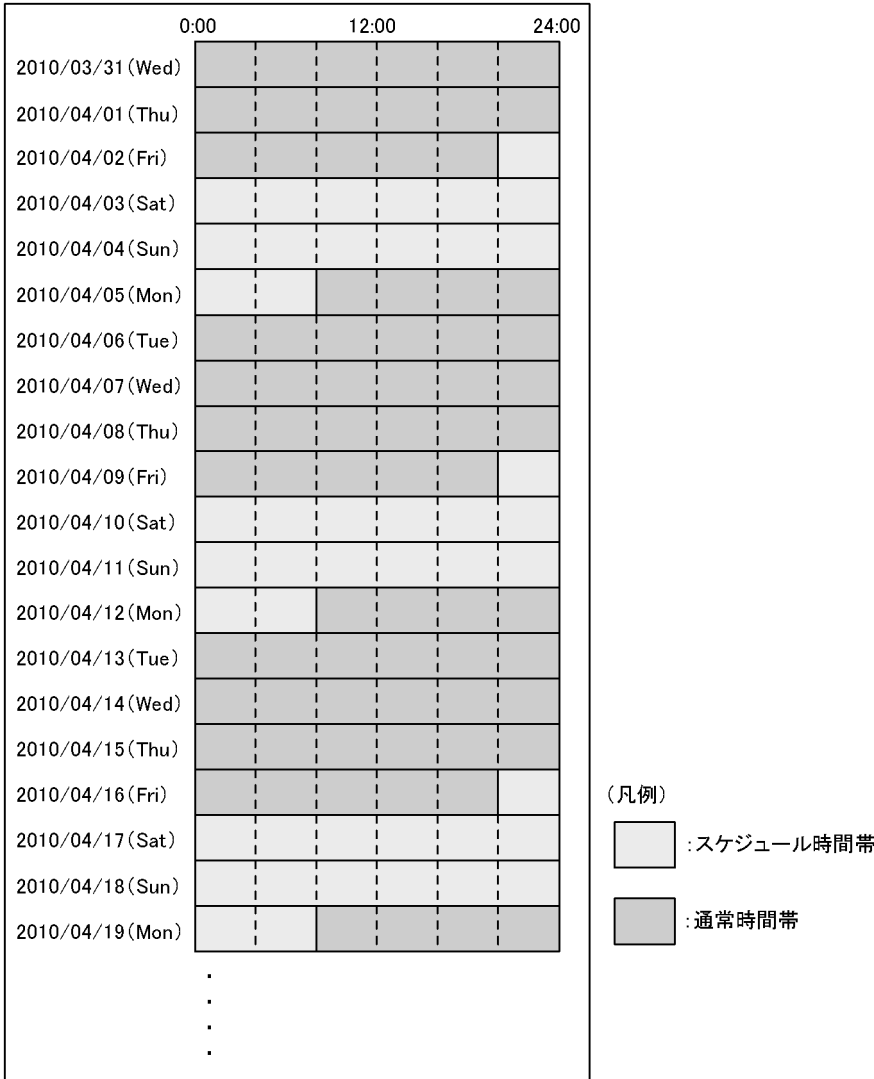 0:00 12:00 24:00
2010/03/31(Wed)
2010/04/01(Thu)
2010/04/02(Fri)
2010/04/03(Sat)
2010/04/04(Sun)
2010/04/05(Mon)
2010/04/06(Tue)
2010/04/07(Wed)
2010/04/08(Thu)
2010/04/09(Fri)
2010/04/10(Sat)
2010/04/11(Sun)
2010/04/12(Mon)
2010/04/13(Tue)
2010/04/14(Wed)
2010/04/15(Thu)
2010/04/16(Fri)
2010/04/17(Sat)
2010/04/18(Sun)
2010/04/19(Mon)
(凡例)
:スケジュール時間帯
:通常時間帯